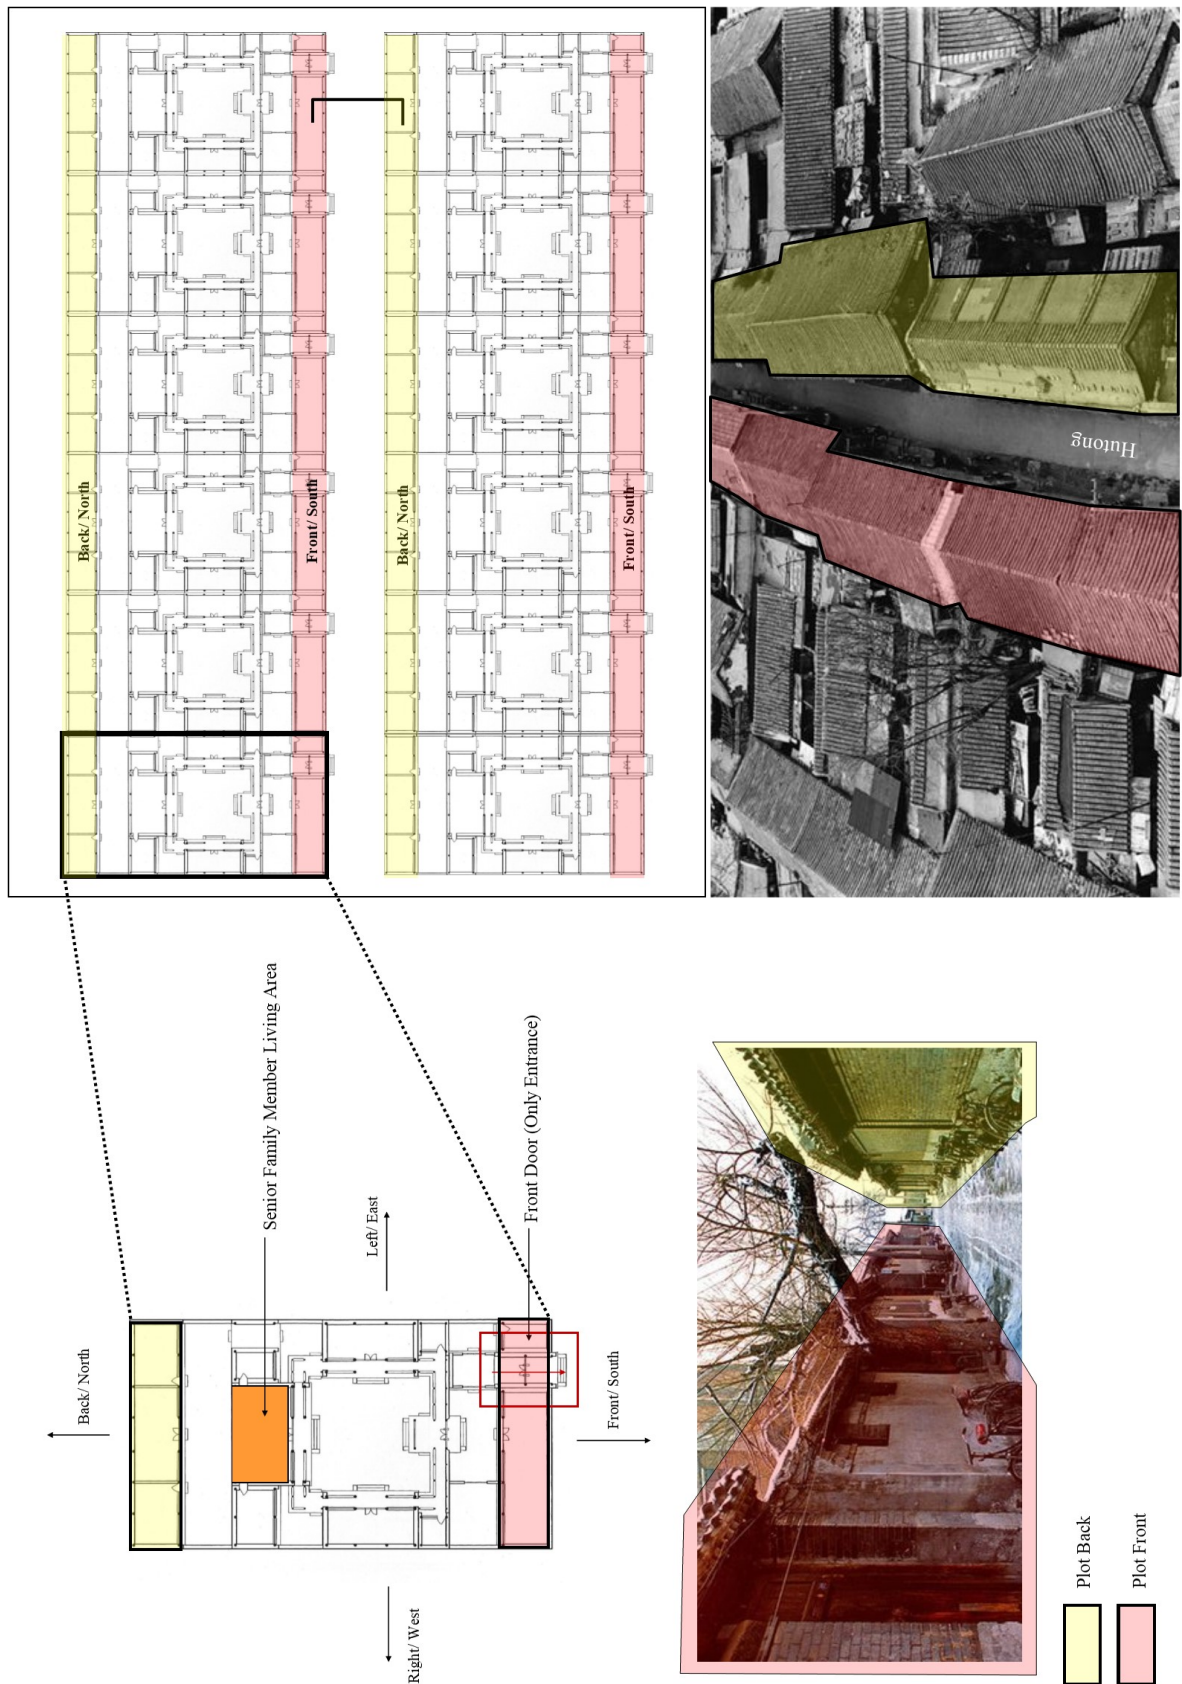 Back/ North
Front/ South
Back/ North
Front/ South
Hutong
Senior Family Member Living Area
Front Door (Only Entrance)
Left/ East
Back/ North
Front/ South
Right/ West
Plot Back
Plot Front